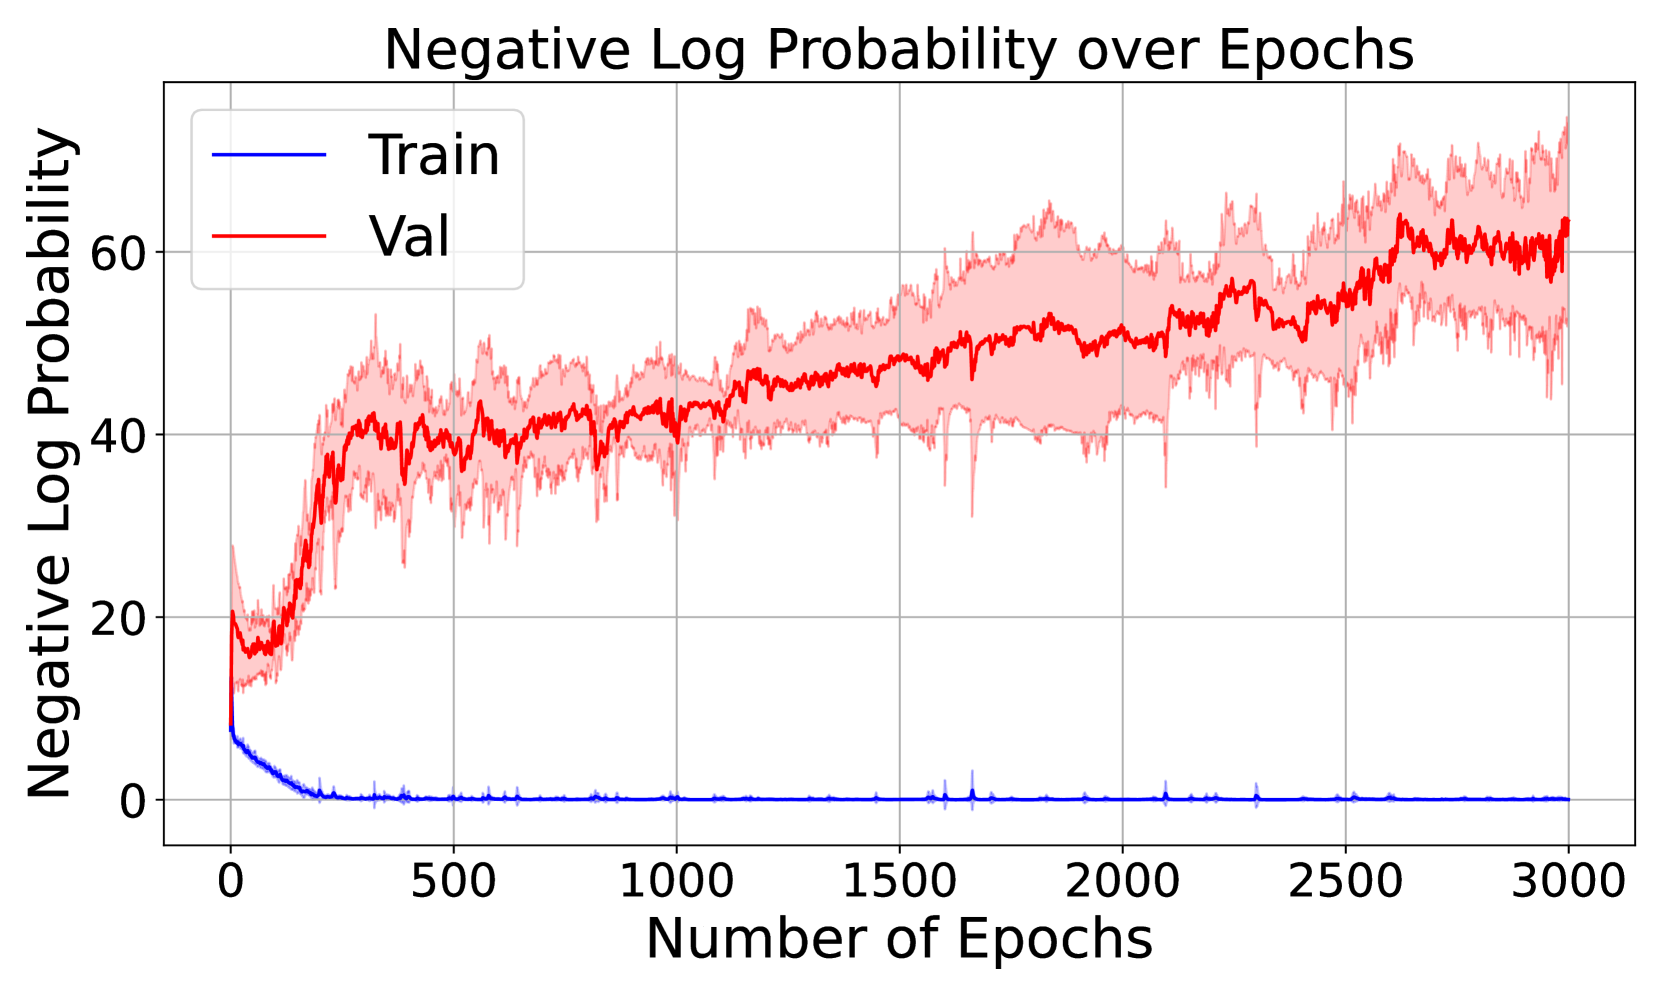 Negative Log Probability over Epochs
Train
Val
Negative Log Probability
60
40
20
0
0 500 1000 1500 2000 2500 3000
Number of Epochs